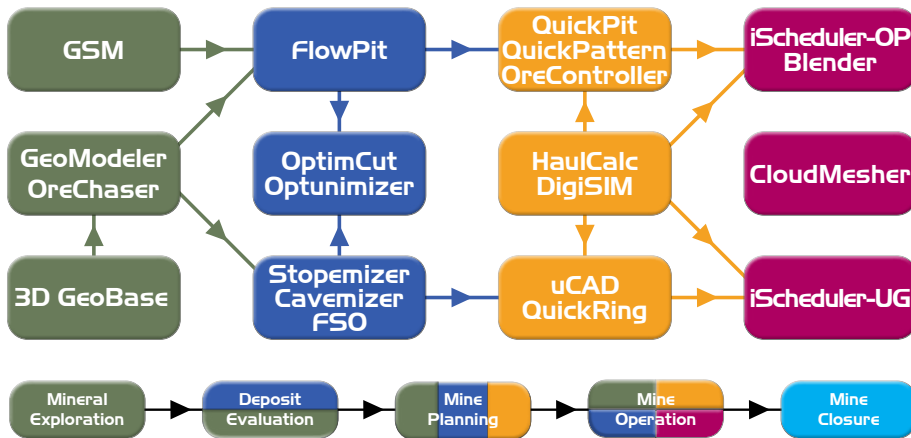 GSM
FlowPit
QuickPit
QuickPattern
OreController
iScheduler-OP
Blender
GeoModeler
OreChaser
OptimCut
Optunimizer
HaulCalc
DigiSIM
CloudMesher
3D GeoBase
Stopemizer
Cavemizer
FSO
uCAD
QuickRing
iScheduler-UG
Mineral
Exploration
Deposit
Evaluation
Mine
Planning
Mine
Operation
Mine
Closure